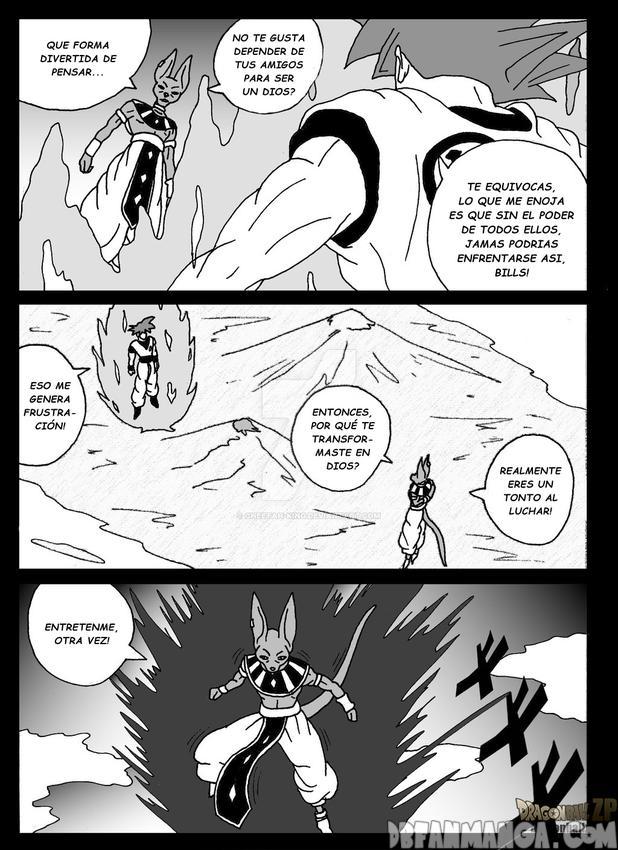 QUE FORMA
DIVERTIDA DE
PENSAR...
NO TE GUSTA
DEPENDER DE
TUS AMIGOS
PARA SER
UN DIOS?
TE EQUIVOCAS,
LO QUE ME ENOJA
ES QUE SIN EL PODER
DE TODOS ELLOS,
JAMAS PODRIAS
ENFRENTARSE ASI,
BILLS!
ESO ME
GENERA
FRUSTRA-
CIÓN!
ENTONCES,
POR QUÉ TE
TRANSFOR-
MASTE EN
DIOS?
REALMENTE
ERES UN
TONTO AL
LUCHAR!
ENTRETENME,
OTRA VEZ!
DRAGONBALL ZP
DBFANMANGA.COM